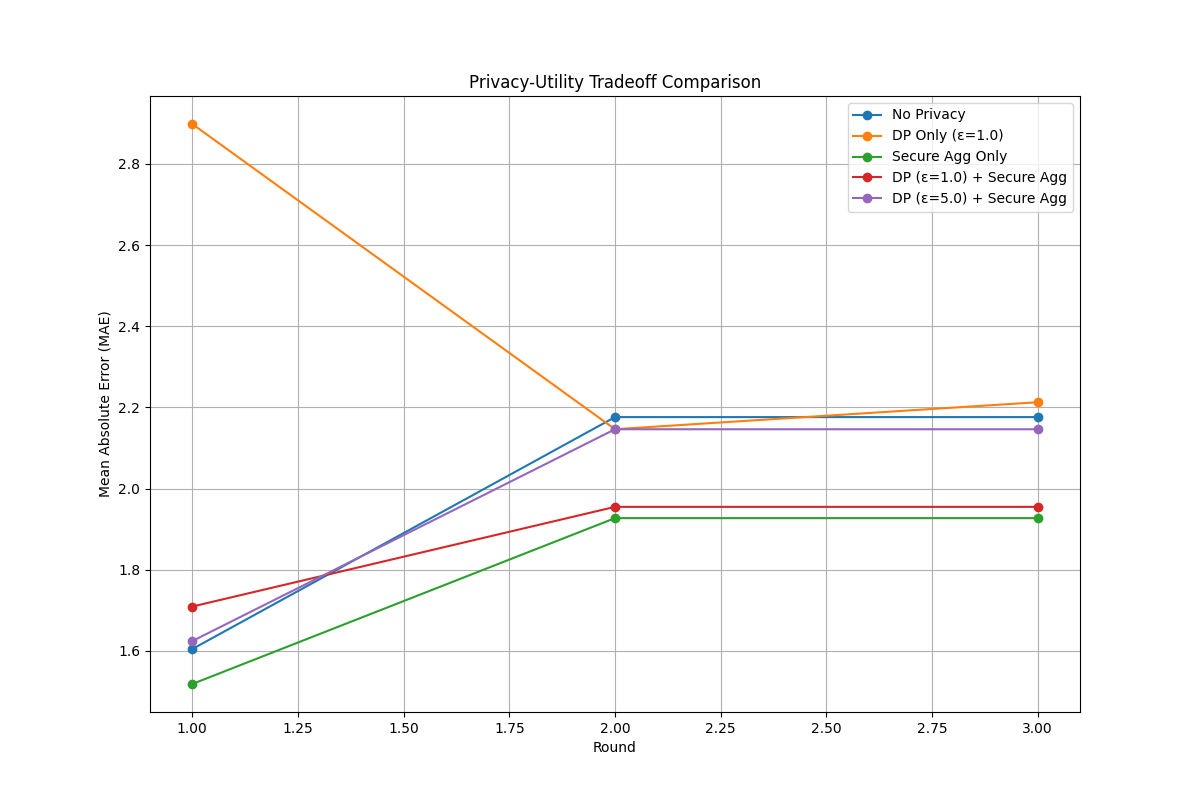 Privacy-Utility Tradeoff Comparison
No Privacy
DP Only (ε=1.0)
Secure Agg Only
DP (ε=1.0) + Secure Agg
DP (ε=5.0) + Secure Agg
Mean Absolute Error (MAE)
2.8
2.6
2.4
2.2
2.0
1.8
1.6
1.00 1.25 1.50 1.75 2.00 2.25 2.50 2.75 3.00
Round